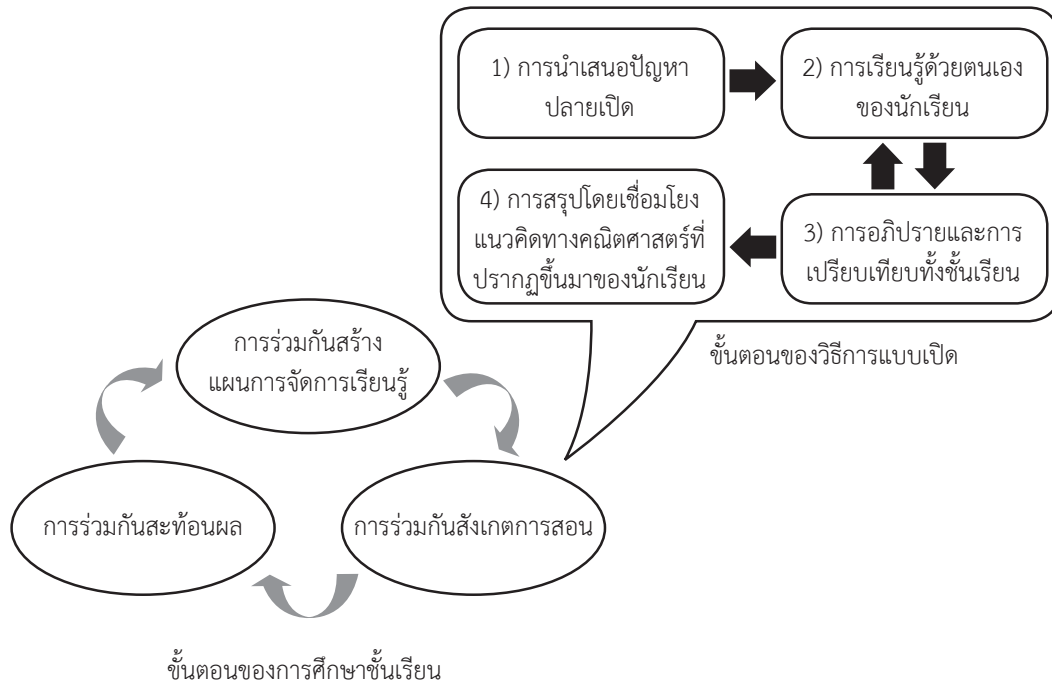 1) การนำเสนอปัญหา
ปลายเปิด
2) การเรียนรู้ด้วยตนเอง
ของนักเรียน
3) การอภิปรายและการ
เปรียบเทียบทั้งชั้นเรียน
4) การสรุปโดยเชื่อมโยง
แนวคิดทางคณิตศาสตร์ที่
ปรากฏขึ้นมาของนักเรียน
ขั้นตอนของวิธีการแบบเปิด
การร่วมกันสร้าง
แผนการจัดการเรียนรู้
การร่วมกันสังเกตการสอน
การร่วมกันสะท้อนผล
ขั้นตอนของการศึกษาชั้นเรียน